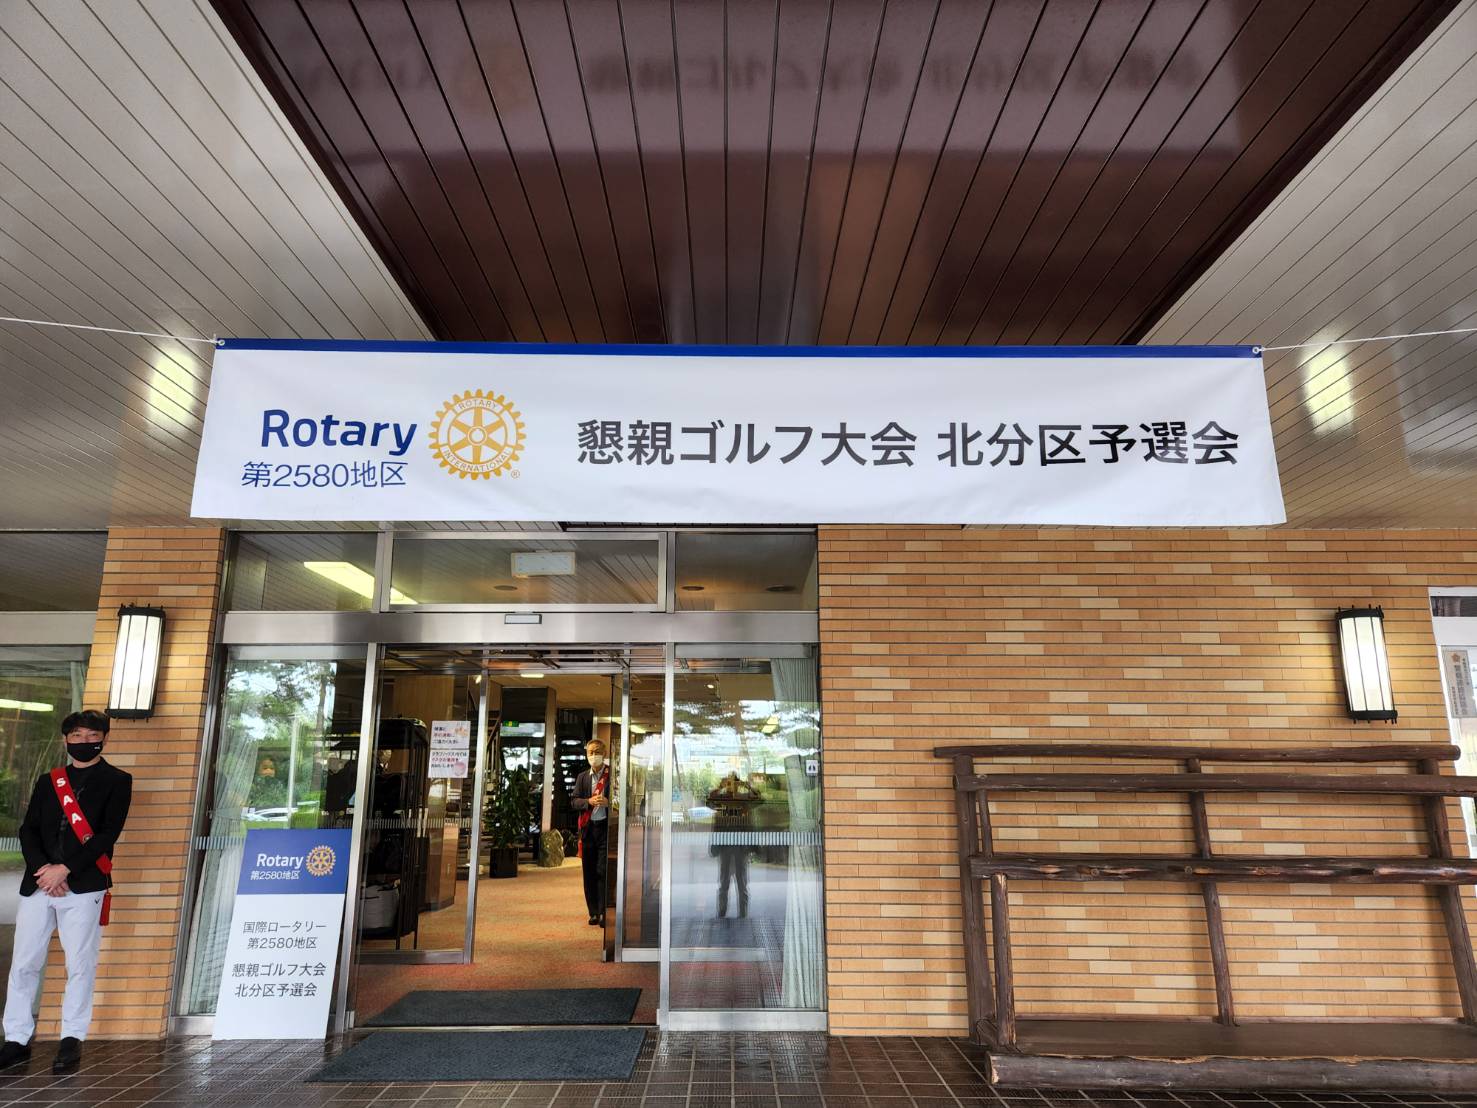 Rotary
第2580地区
ROTARY
INTERNATIONAL
®
懇親ゴルフ大会 北分区予選会
SAA
Rotary
第2580地区
国際ロータリー
第2580地区
懇親ゴルフ大会
北分区予選会